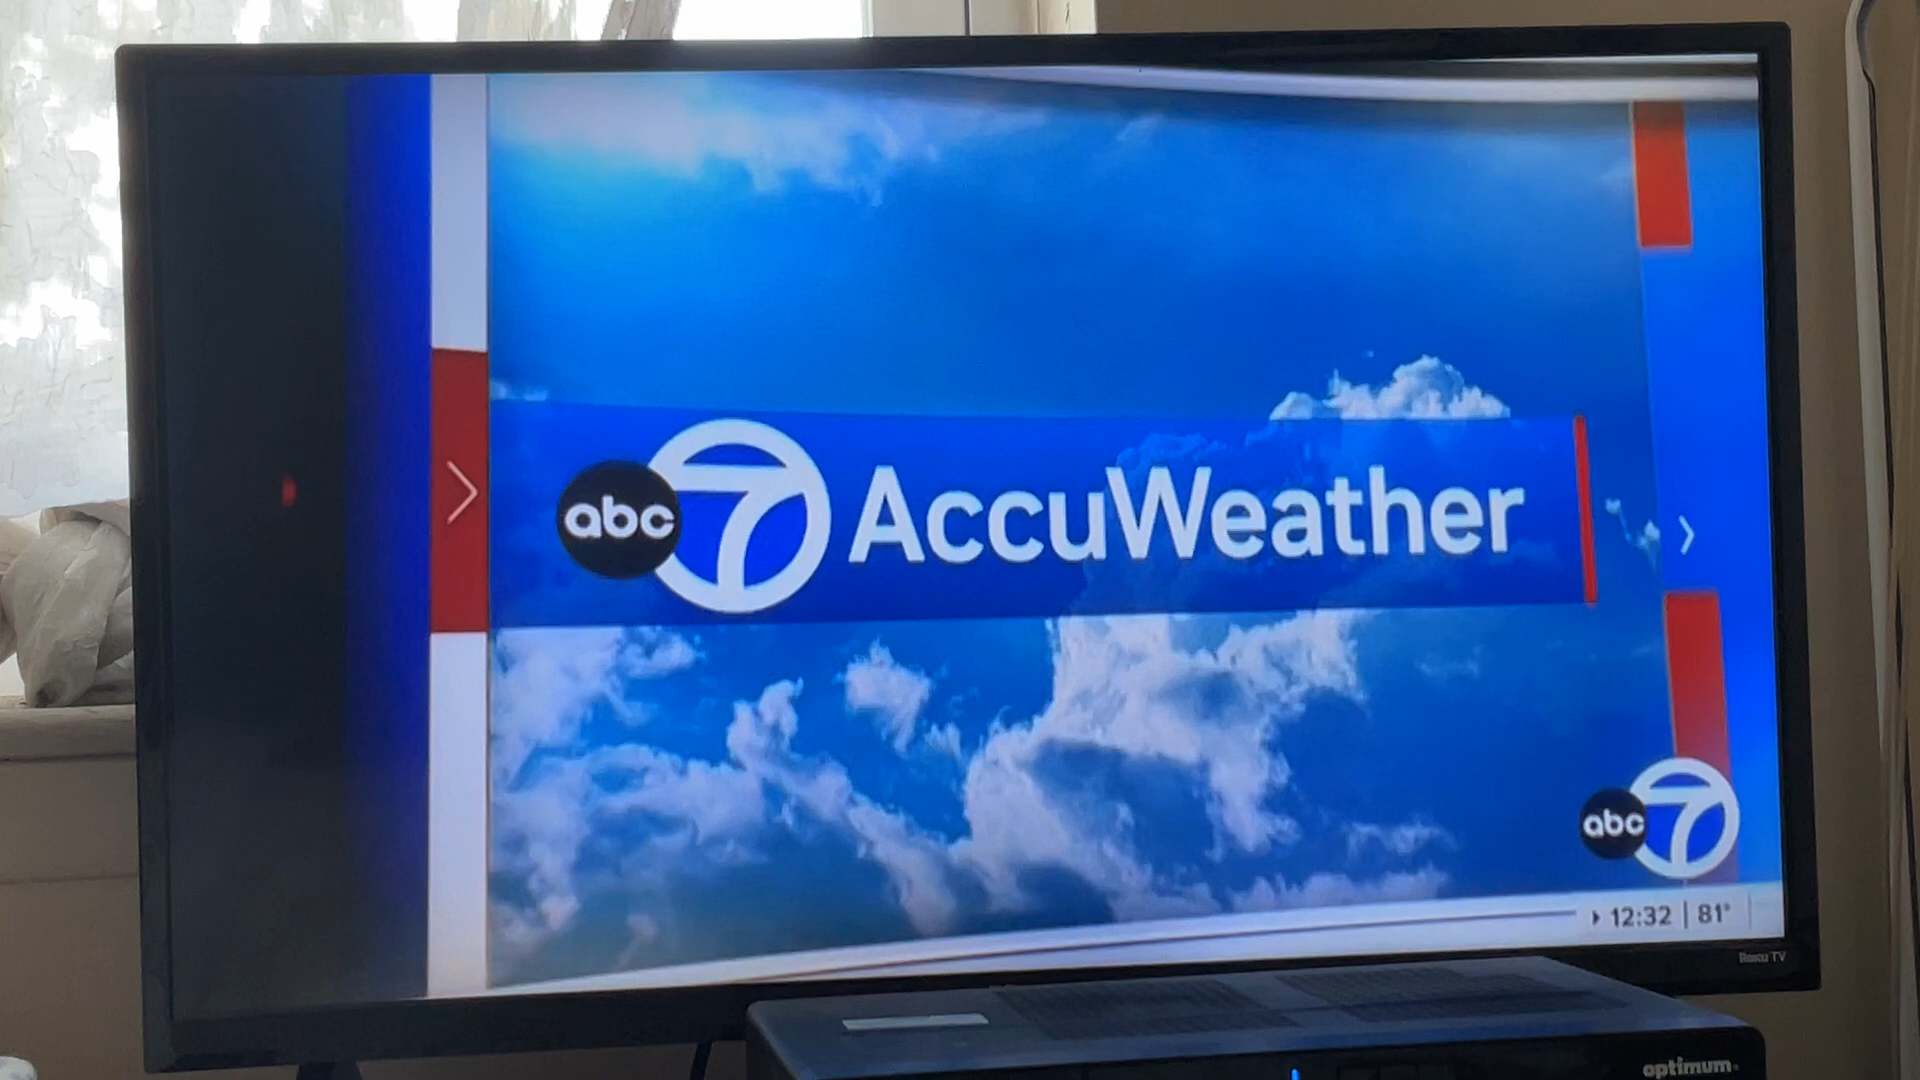 abc 7 AccuWeather
abc 7
12:32 | 81°
Roku TV
optimum.